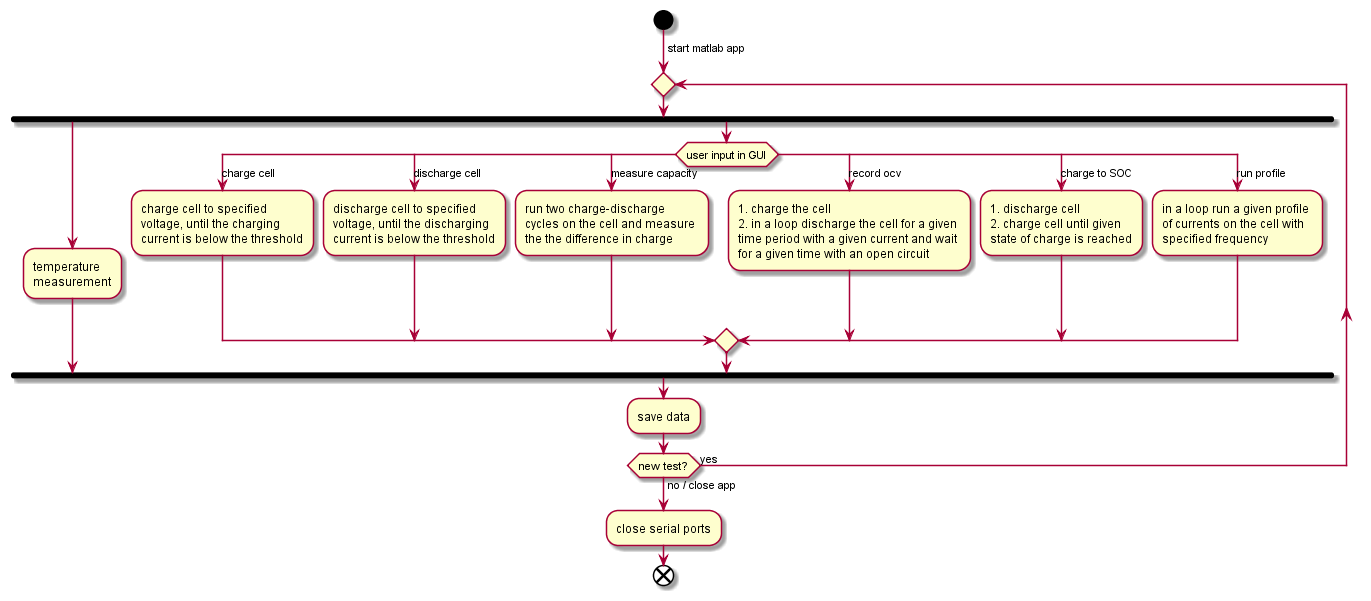 start matlab app
user input in GUI
charge cell
discharge cell
measure capacity
record ocv
charge to SOC
run profile
temperature
measurement
charge cell to specified
voltage, until the charging
current is below the threshold
discharge cell to specified
voltage, until the discharging
current is below the threshold
run two charge-discharge
cycles on the cell and measure
the the difference in charge
1. charge the cell
2. in a loop discharge the cell for a given
time period with a given current and wait
for a given time with an open circuit
1. discharge cell
2. charge cell until given
state of charge is reached
in a loop run a given profile
of currents on the cell with
specified frequency
save data
new test?
yes
no / close app
close serial ports